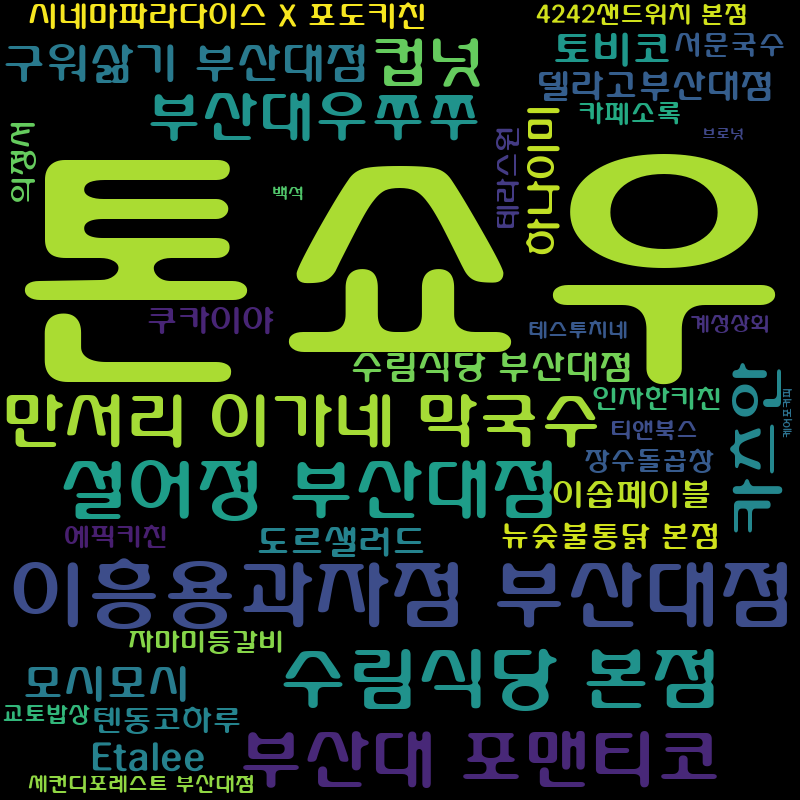 시네마파라다이스 X 포도키친
4242샌드위치 본점
구워삶기 부산대점
컵넛
토비코
서문국수
델라고부산대점
부산대우쭈쭈
카페소록
브로넛
의령서
테라스원
하나이미
백석
톤쇼우
쿠카이야
테스투치네
계성상회
수림식당 부산대점
인자한키친
카츠안
만서리 이가네 막국수
티앤북스
설어정 부산대점
장수돌곱창
이솝페이블
에픽키친
도르샐러드
뉴숯불통닭 본점
이흥용과자점 부산대점
자마미등갈비
수림식당 본점
모시모시
교토밥상
텐동코하루
Etalee
부산대 포맨티코
세컨디포레스트 부산대점